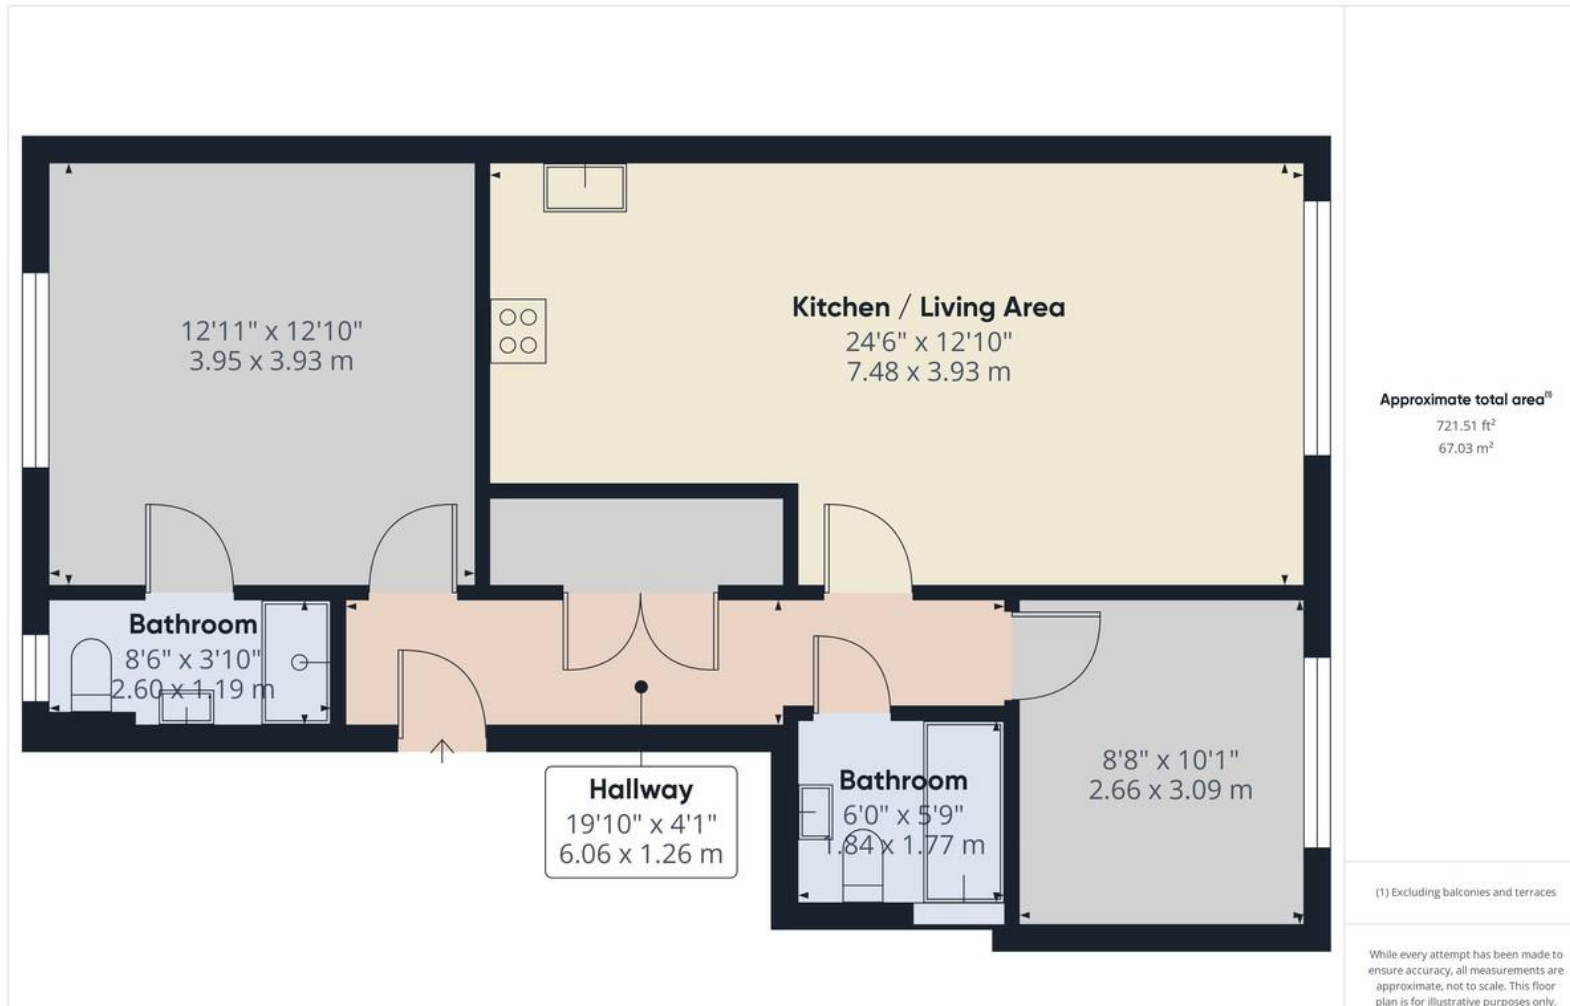 12'11" x 12'10"
3.95 x 3.93 m
Kitchen / Living Area
24'6" x 12'10"
7.48 x 3.93 m
Bathroom
8'6" x 3'10"
2.60 x 1.19 m
Hallway
19'10" x 4'1"
6.06 x 1.26 m
Bathroom
6'0" x 5'9"
1.84 x 1.77 m
8'8" x 10'1"
2.66 x 3.09 m
Approximate total area(1)
721.51 ft²
67.03 m²
(1) Excluding balconies and terraces
While every attempt has been made to
ensure accuracy, all measurements are
approximate, not to scale. This floor
plan is for illustrative purposes only.